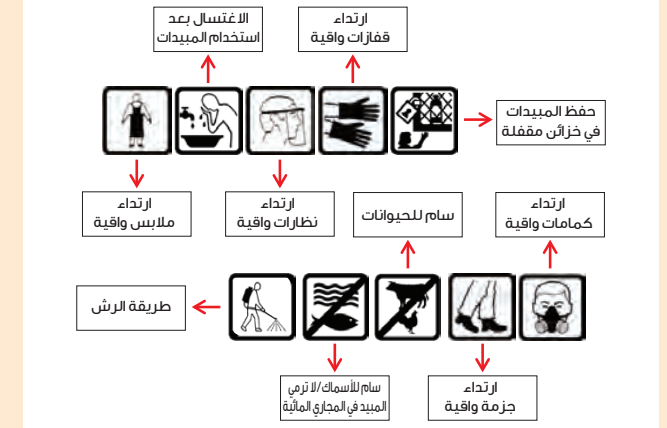 ارتداء
قفازات واقية
الاغتسال بعد
استخدام المبيدات
حفظ المبيدات
في خزائن مقفلة
ارتداء
كمامات واقية
سام للحيوانات
ارتداء
نظارات واقية
ارتداء
ملابس واقية
طريقة الرش
ارتداء
جزمة واقية
سام للأسماك/لا ترمي
المبيد في المجاري المائية